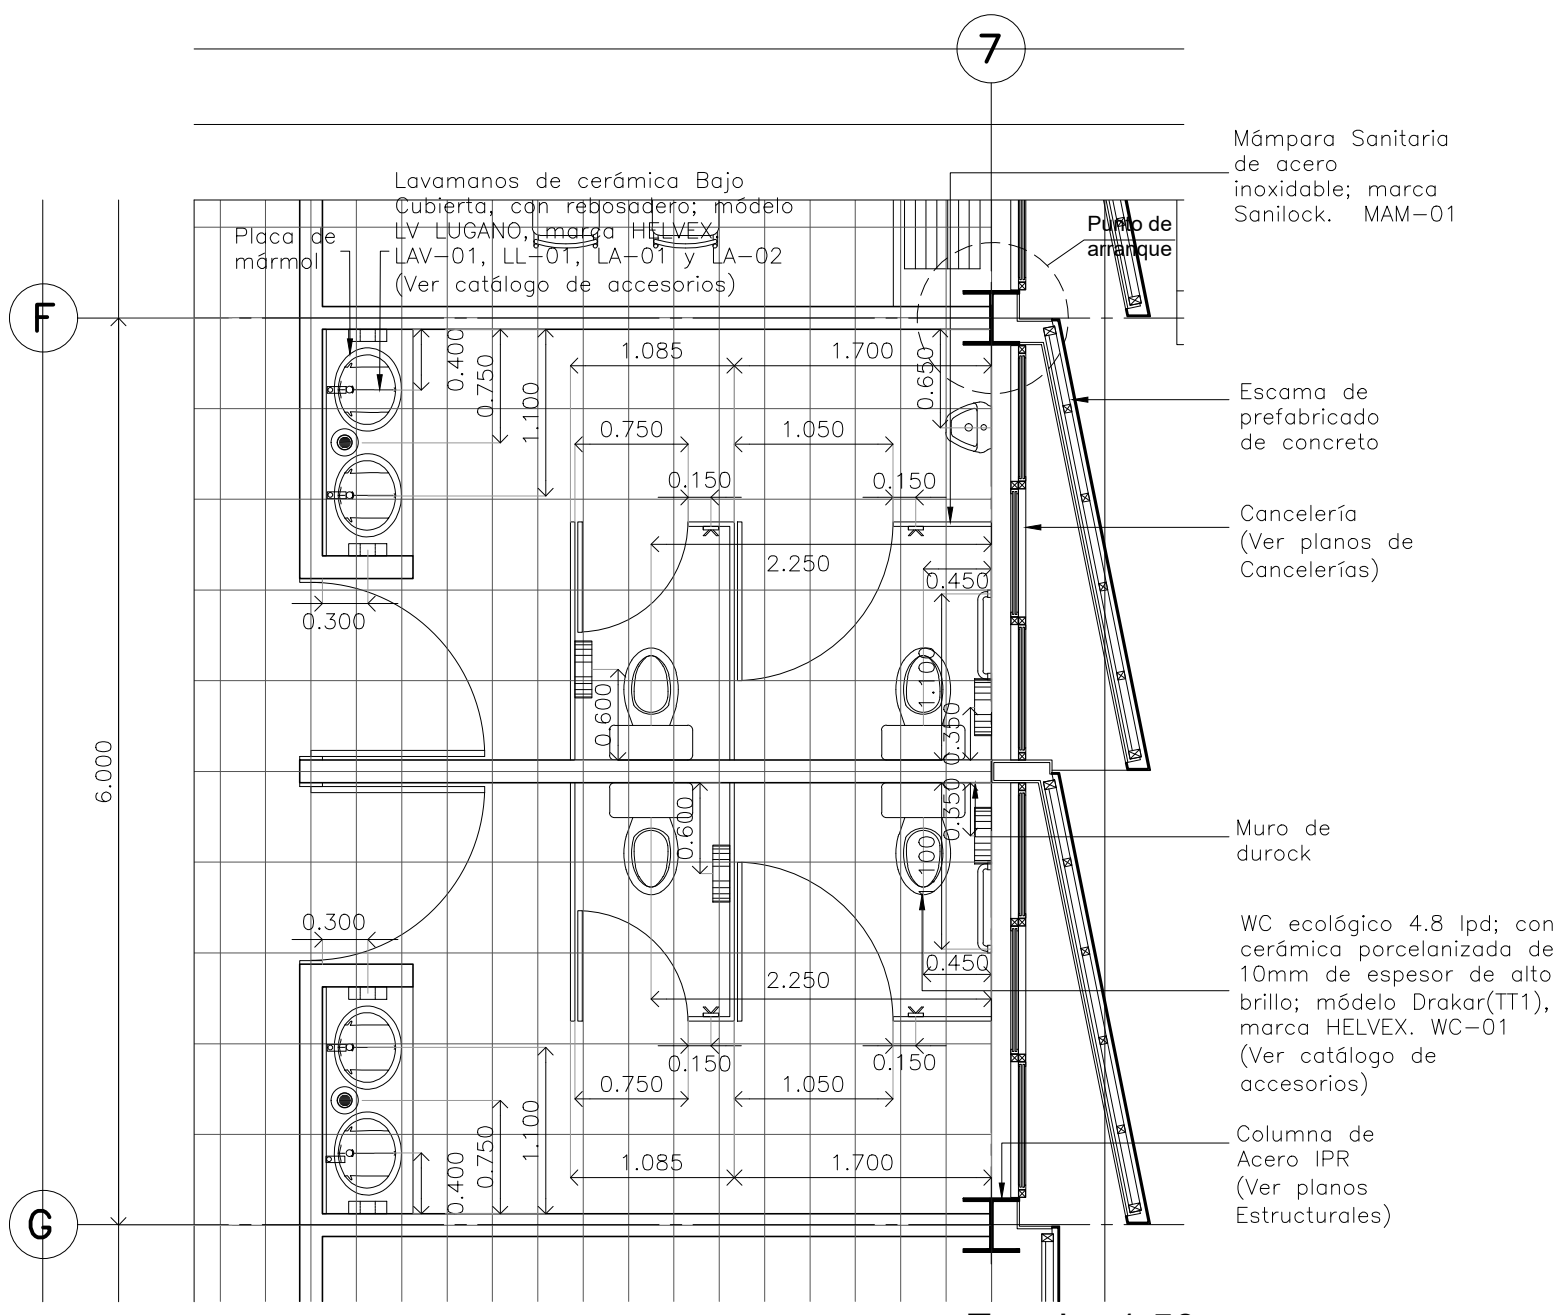 7
Mámpara Sanitaria
de acero
inoxidable; marca
Sanilock. MAM-01
Lavamanos de cerámica Bajo
Cubierta, con rebosadero; módelo
LV LUGANO, marca HELVEX
LAV-01, LL-01, LA-01 y LA-02
(Ver catálogo de accesorios)
Placa de
mármol
Punto de
arranque
F
0.400
0.750
1.100
1.085
1.700
0.650
0.750
1.050
0.150
0.150
2.250
0.450
0.300
1.100
0.600
0.350
6.000
Escama de
prefabricado
de concreto
Cancelería
(Ver planos de
Cancelerías)
0.600
0.350
100
Muro de
durock
0.300
0.450
2.250
0.150
0.150
0.750
1.050
1.100
0.750
0.400
1.085
1.700
WC ecológico 4.8 lpd; con
cerámica porcelanizada de
10mm de espesor de alto
brillo; módelo Drakar(TT1),
marca HELVEX. WC-01
(Ver catálogo de
accesorios)
Columna de
Acero IPR
(Ver planos
Estructurales)
G